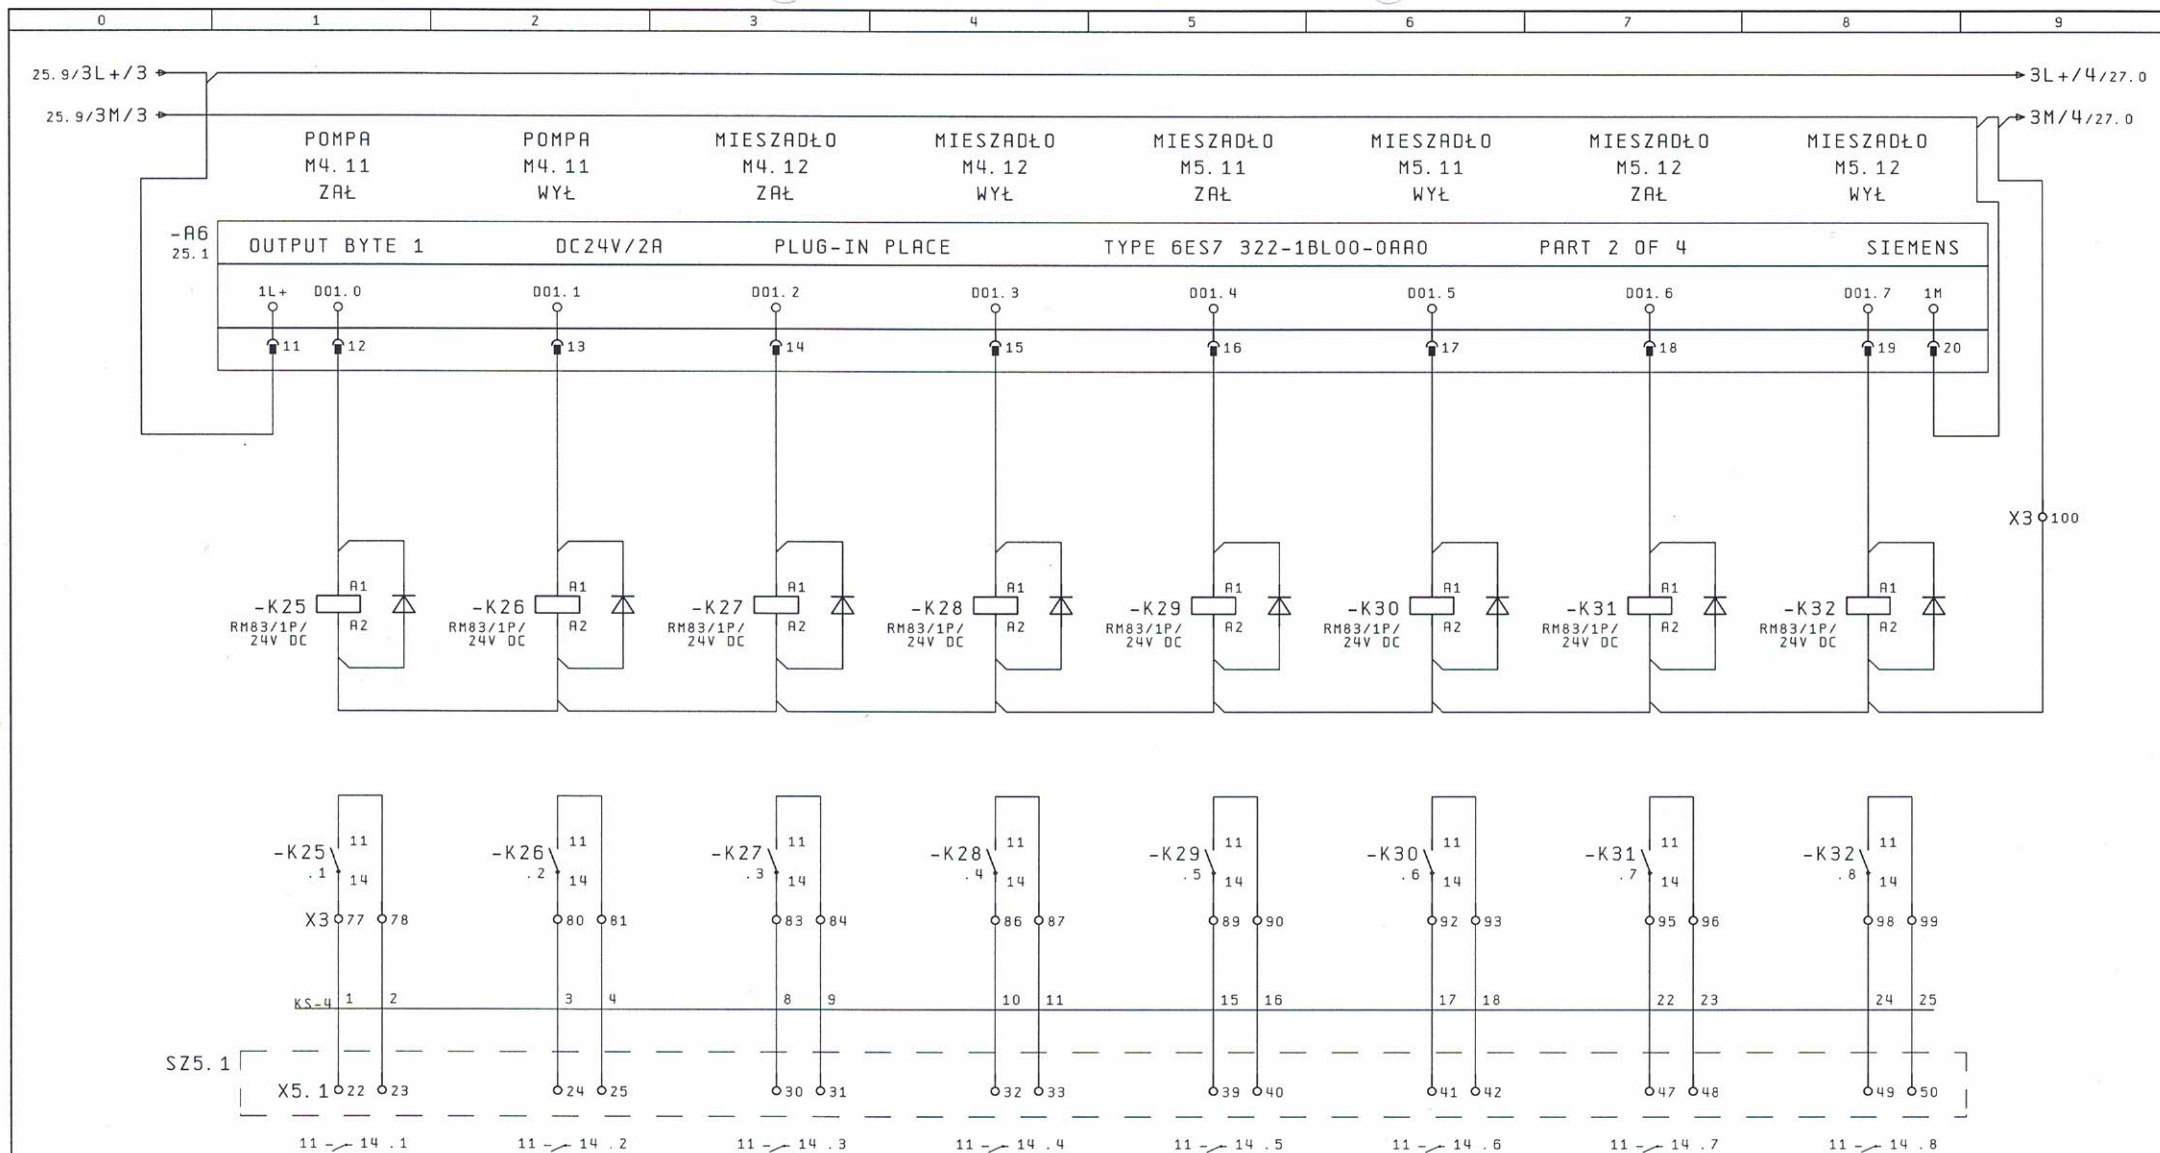 0 1 2 3 4 5 6 7 8 9
25.9/3L+/3 3L+/4/27.0
25.9/3M/3 3M/4/27.0
POMPA POMPA MIESZADŁO MIESZADŁO MIESZADŁO MIESZADŁO MIESZADŁO MIESZADŁO
M4.11 M4.11 M4.12 M4.12 M5.11 M5.11 M5.12 M5.12
ZAŁ WYŁ ZAŁ WYŁ ZAŁ WYŁ ZAŁ WYŁ
-A6
25.1
OUTPUT BYTE 1 DC24V/2A PLUG-IN PLACE TYPE 6ES7 322-1BL00-0AA0 PART 2 OF 4 SIEMENS
1L+ DO1.0 DO1.1 DO1.2 DO1.3 DO1.4 DO1.5 DO1.6 DO1.7 1M
11 12 13 14 15 16 17 18 19 20
X3 100
A1 A1 A1 A1 A1 A1 A1 A1
-K25 -K26 -K27 -K28 -K29 -K30 -K31 -K32
RM83/1P/ A2 RM83/1P/ A2 RM83/1P/ A2 RM83/1P/ A2 RM83/1P/ A2 RM83/1P/ A2 RM83/1P/ A2 RM83/1P/ A2
24V DC 24V DC 24V DC 24V DC 24V DC 24V DC 24V DC 24V DC
11 11 11 11 11 11 11 11
-K25 -K26 -K27 -K28 -K29 -K30 -K31 -K32
.1 14 .2 14 .3 14 .4 14 .5 14 .6 14 .7 14 .8 14
X3 77 78 80 81 83 84 86 87 89 90 92 93 95 96 98 99
KS-4 1 2 3 4 8 9 10 11 15 16 17 18 22 23 24 25
SZ5.1
X5.1 22 23 24 25 30 31 32 33 39 40 41 42 47 48 49 50
11 14 .1 11 14 .2 11 14 .3 11 14 .4 11 14 .5 11 14 .6 11 14 .7 11 14 .8